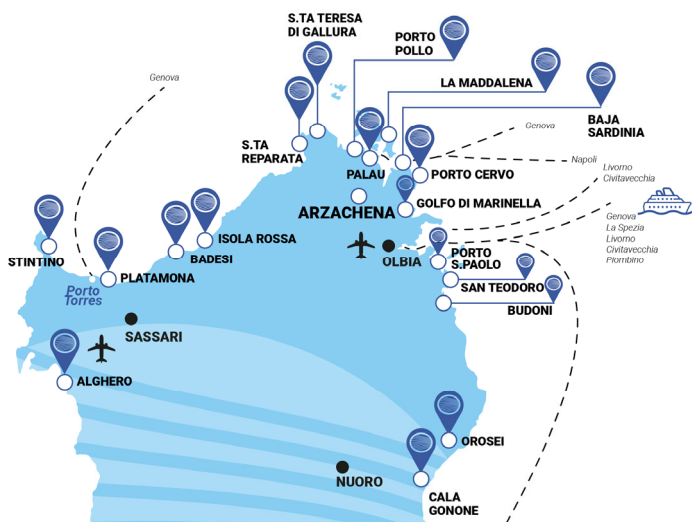 S.TA TERESA
DI GALLURA
PORTO
POLLO
LA MADDALENA
BAJA
SARDINIA
Genova
S.TA
REPARATA
PALAU
PORTO CERVO
Genova
Napoli
Livorno
Civitavecchia
ARZACHENA
GOLFO DI MARINELLA
Genova
La Spezia
Livorno
Civitavecchia
Piombino
STINTINO
ISOLA ROSSA
BADESI
PLATAMONA
Porto
Torres
OLBIA
PORTO
S.PAOLO
SAN TEODORO
BUDONI
SASSARI
ALGHERO
OROSEI
NUORO
CALA
GONONE